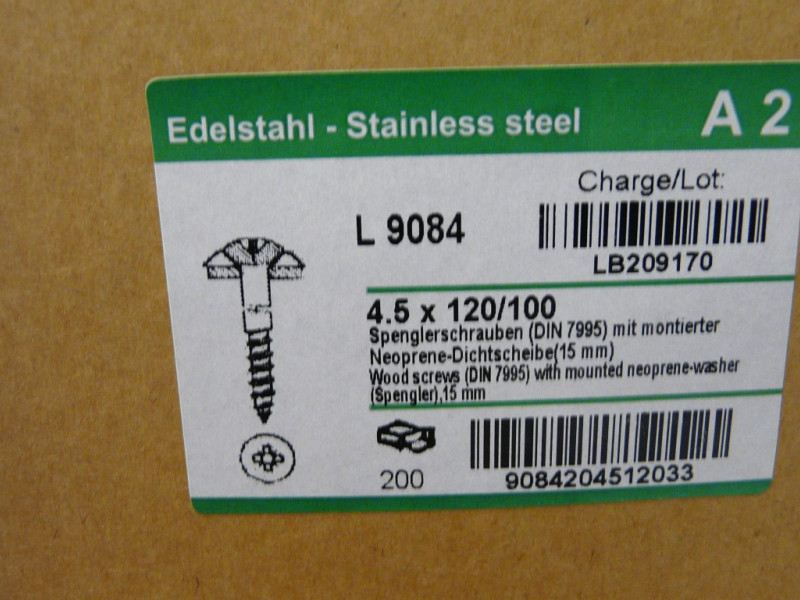 Edelstahl - Stainless steel A 2
Charge/Lot:
L 9084
LB209170
4.5 x 120/100
Spenglerschrauben (DIN 7995) mit montierter
Neoprene-Dichtscheibe(15 mm)
Wood screws (DIN 7995) with mounted neoprene-washer
(Spengler),15 mm
200
9084204512033